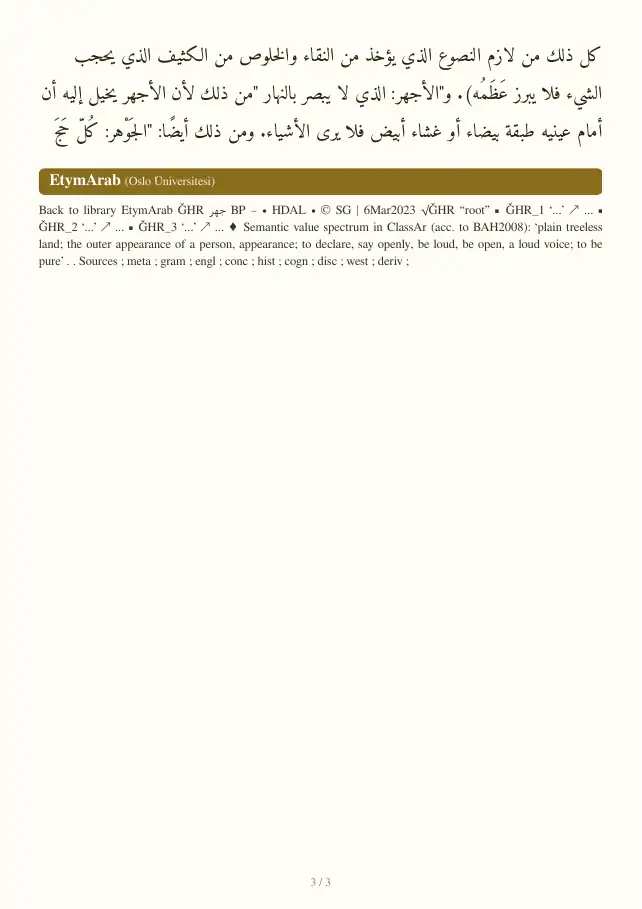 كل ذلك من لازم النصوع الذي يؤخذ من النقاء والخلوص من الكثيف الذي يحجب
الشيء فلا يبرز عَظَمُه). و"الأجهر: الذي لا يبصر بالنهار "من ذلك لأن الأجهر يخيل إليه أن
أمام عينيه طبقة بيضاء أو غشاء أبيض فلا يرى الأشياء. ومن ذلك أيضًا: "الجَوْهر: كُلّ حَجَ
EtymArab (Oslo Üniversitesi)
Back to library EtymArab ǦHR جهر BP – • HDAL • © SG | 6Mar2023 √ǦHR “root” ▪ ǦHR_1 ‘...’ ↗ ... ▪
ǦHR_2 ‘...’ ↗ ... ▪ ǦHR_3 ‘...’ ↗ ... ♦ Semantic value spectrum in ClassAr (acc. to BAH2008): ‘plain treeless
land; the outer appearance of a person, appearance; to declare, say openly, be loud, be open, a loud voice; to be
pure’ . . Sources ; meta ; gram ; engl ; conc ; hist ; cogn ; disc ; west ; deriv ;
3 / 3